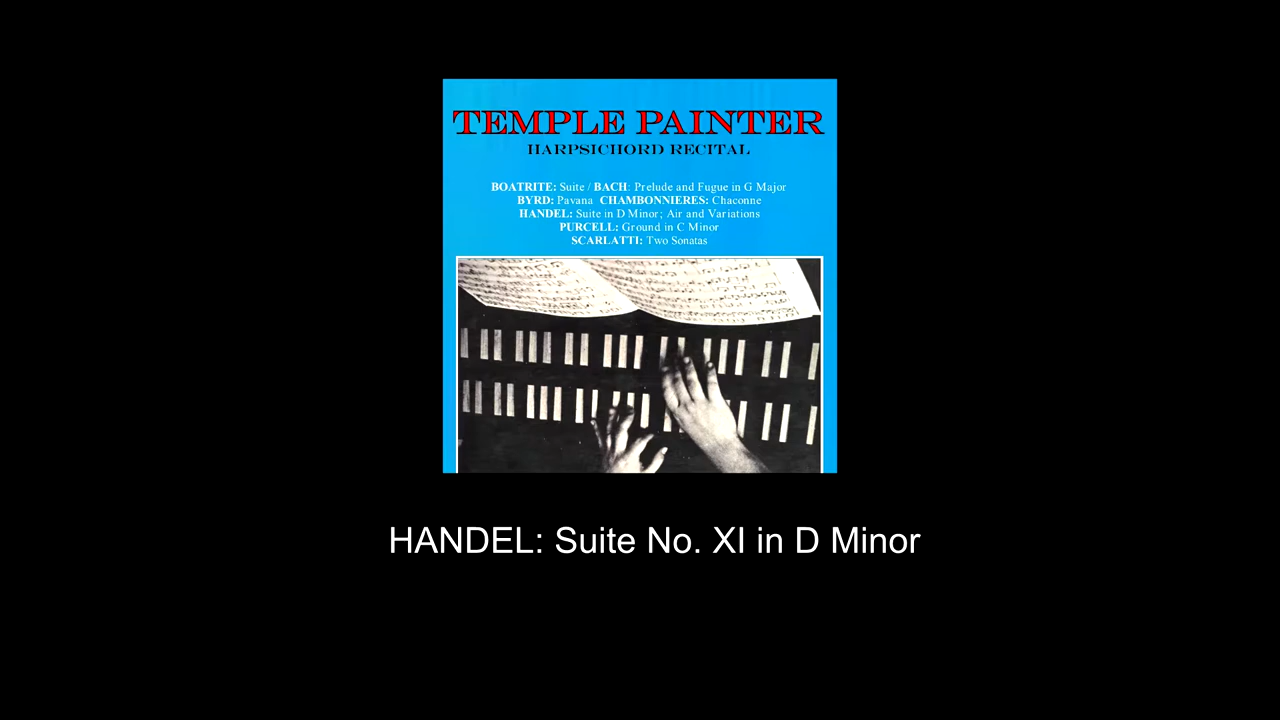 TEMPLE PAINTER
HARPSICHORD RECITAL
BOATRITE: Suite / BACH: Prelude and Fugue in G Major
BYRD: Pavana CHAMBONNIERES: Chaconne
HANDEL: Suite in D Minor; Air and Variations
PURCELL: Ground in C Minor
SCARLATTI: Two Sonatas
HANDEL: Suite No. XI in D Minor